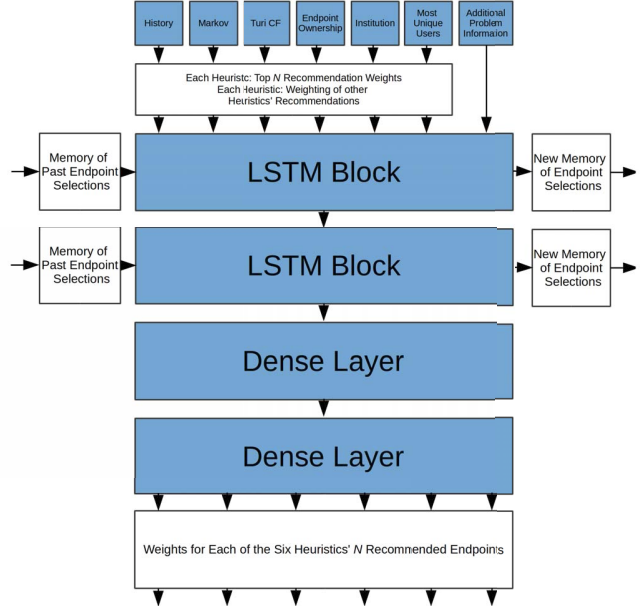 History
Markov
Turi CF
Endpoint
Ownership
Institution
Most
Unique
Users
Additional
Problem
Information
Each Heuristic: Top N Recommendation Weights
Each Heuristic: Weighting of other
Heuristics' Recommendations
Memory of
Past Endpoint
Selections
LSTM Block
New Memory
of Endpoint
Selections
Memory of
Past Endpoint
Selections
LSTM Block
New Memory
of Endpoint
Selections
Dense Layer
Dense Layer
Weights for Each of the Six Heuristics' N Recommended Endpoints